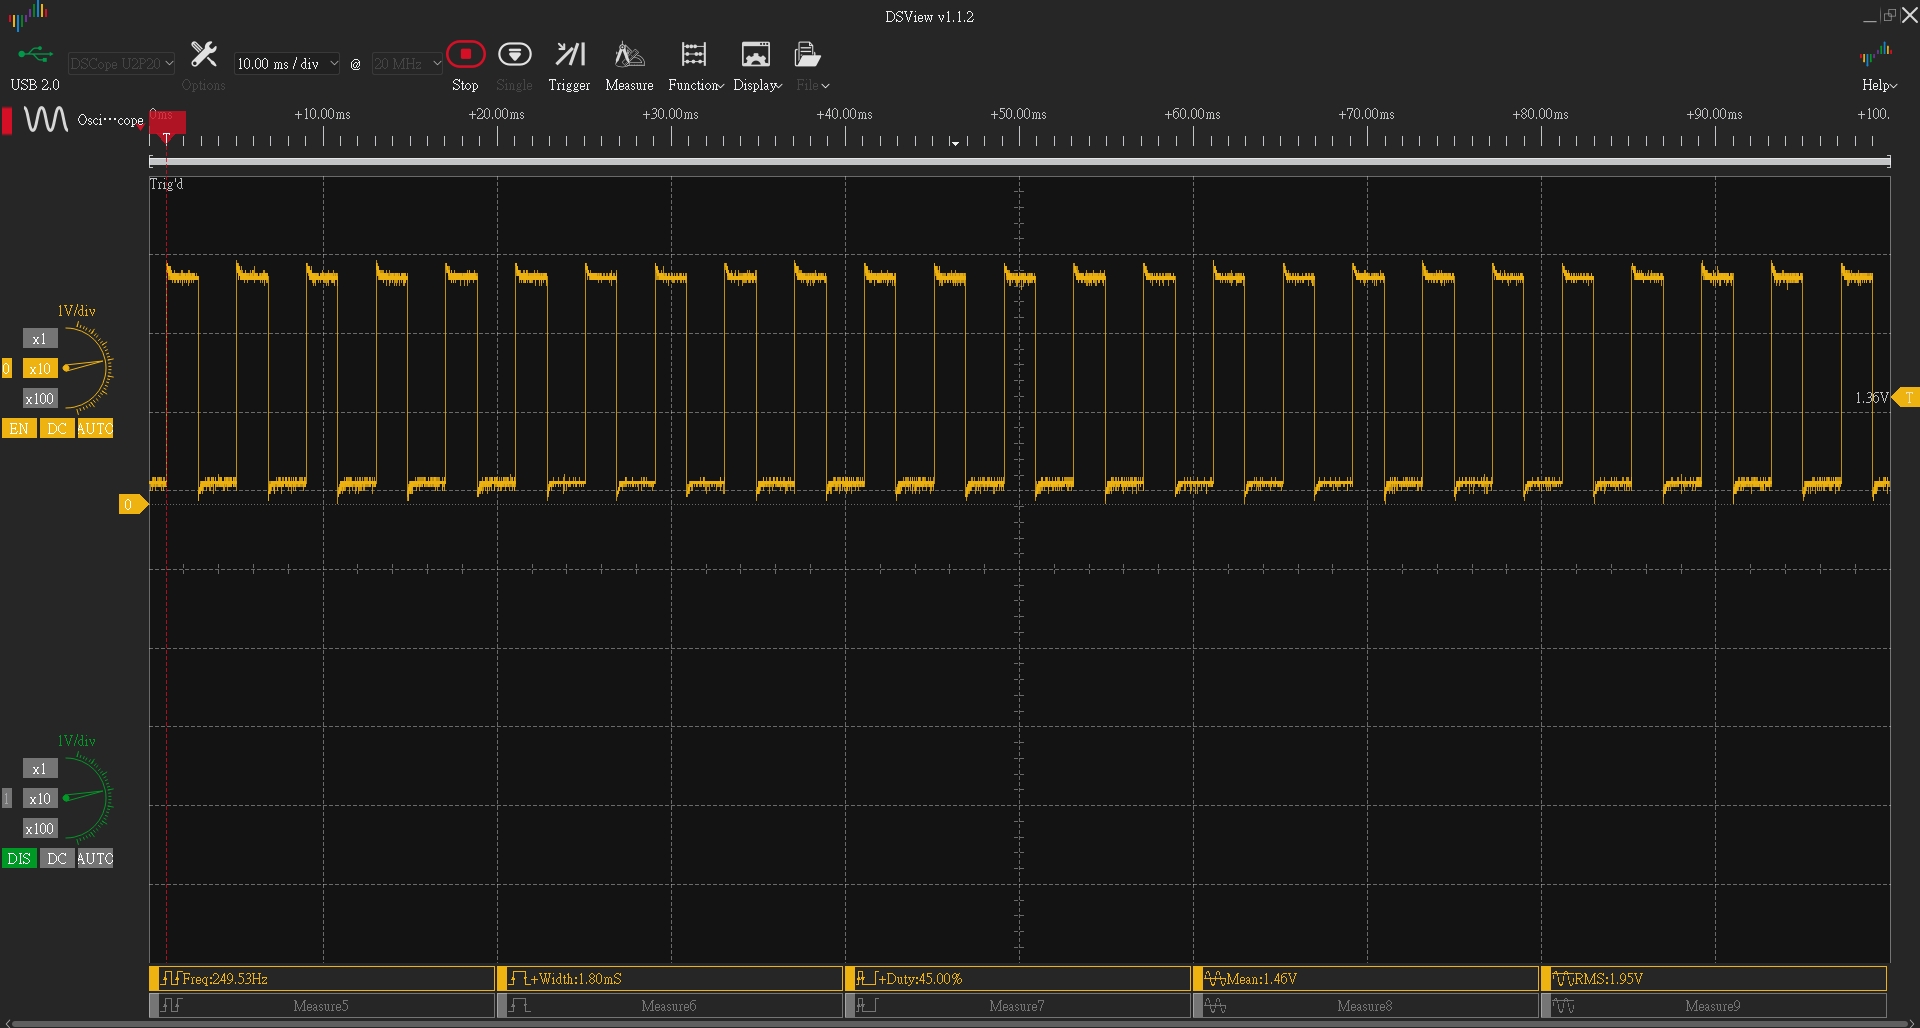 DSView v1.1.2
USB 2.0
DSCope U2P20
Options
10.00 ms / div
@
20 MHz
Stop
Single
Trigger
Measure
Function
Display
File
Help
Osci···cope
0ms
+10.00ms
+20.00ms
+30.00ms
+40.00ms
+50.00ms
+60.00ms
+70.00ms
+80.00ms
+90.00ms
+100.
T
Trig'd
1V/div
x1
0
x10
x100
EN
DC
AUTO
1.36V
T
0
1V/div
x1
1
x10
x100
DIS
DC
AUTO
Freq:249.53Hz
+Width:1.80mS
+Duty:45.00%
Mean:1.46V
RMS:1.95V
Measure5
Measure6
Measure7
Measure8
Measure9